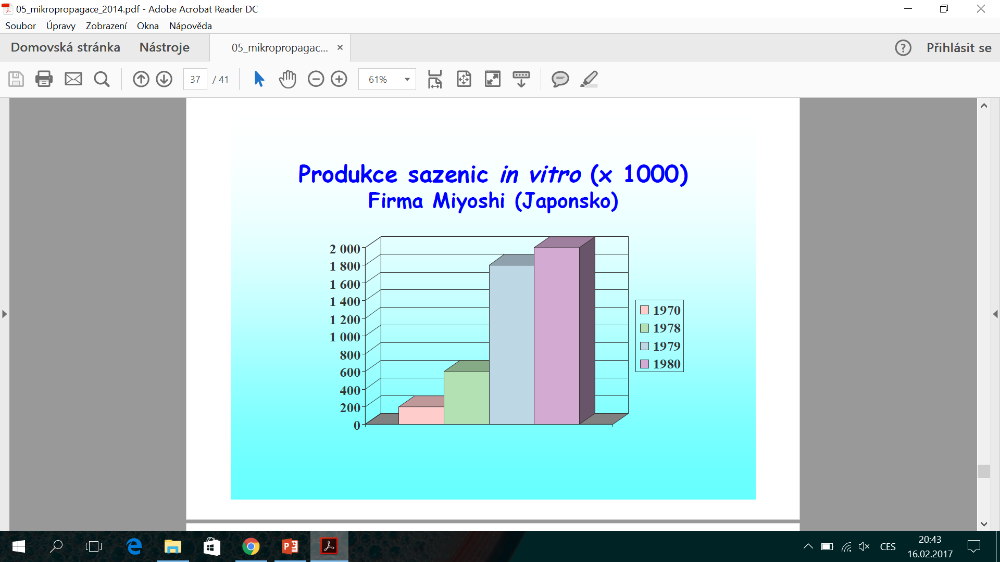 05_mikropropagace_2014.pdf - Adobe Acrobat Reader DC
Soubor Úpravy Zobrazení Okna Nápověda
Domovská stránka Nástroje 05_mikropropagac... Přihlásit se
37 / 41 61%
Produkce sazenic in vitro (x 1000)
Firma Miyoshi (Japonsko)
2 000
1 800
1 600
1 400
1 200
1 000
800
600
400
200
0
1970
1978
1979
1980
CES
20:43
16.02.2017